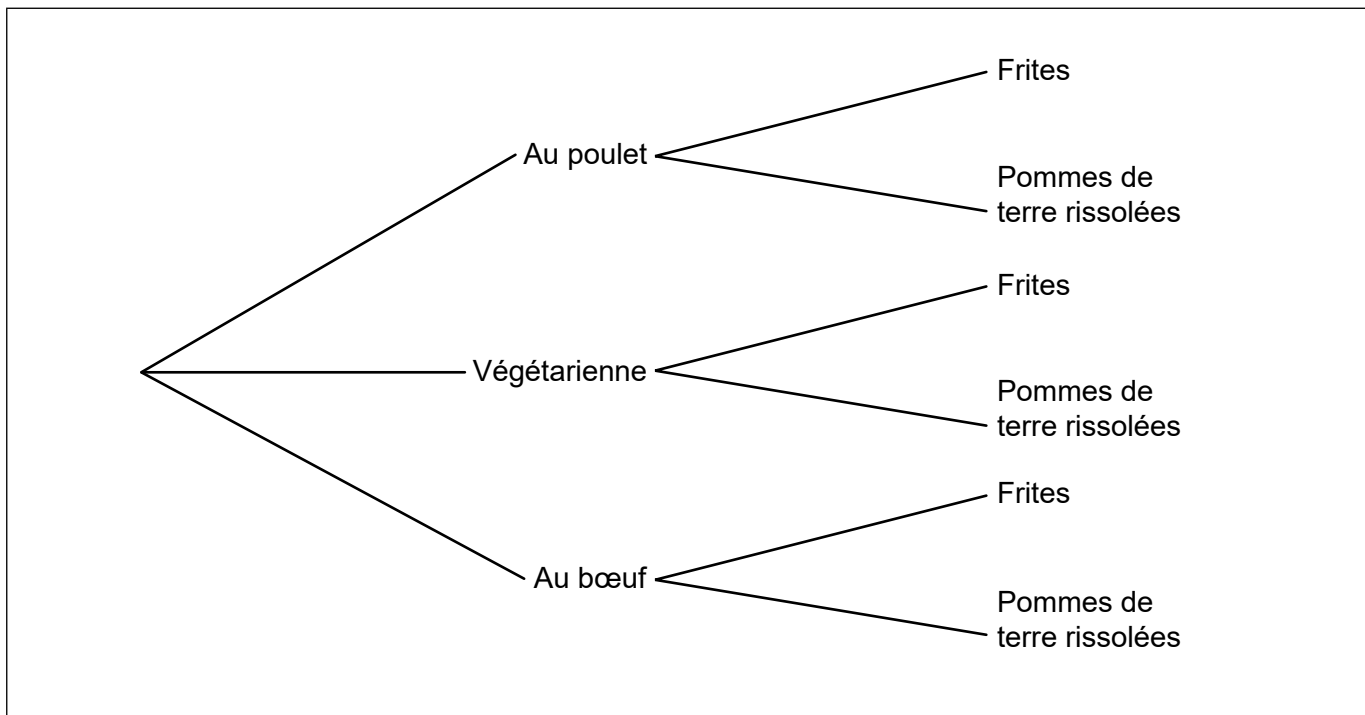 Frites
Au poulet
Pommes de
terre rissolées
Frites
Végétarienne
Pommes de
terre rissolées
Frites
Au bœuf
Pommes de
terre rissolées